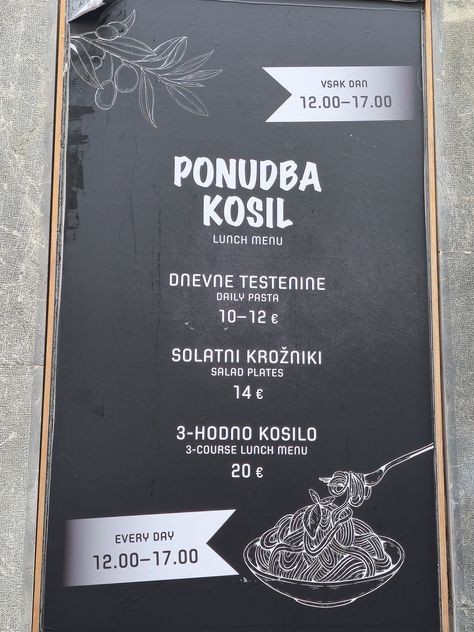 VSAK DAN
12.00–17.00
PONUDBA
KOSIL
LUNCH MENU
DNEVNE TESTENINE
DAILY PASTA
10–12 €
SOLATNI KROŽNIKI
SALAD PLATES
14 €
3-HODNO KOSILO
3-COURSE LUNCH MENU
20 €
EVERY DAY
12.00–17.00